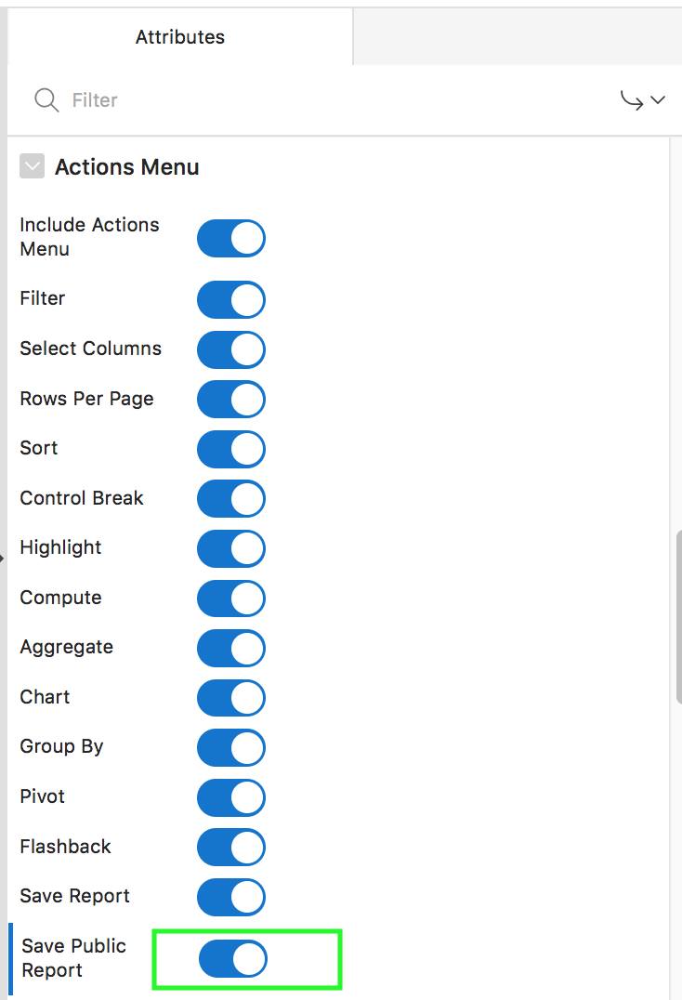 Attributes
Filter
Actions Menu
Include Actions
Menu
Filter
Select Columns
Rows Per Page
Sort
Control Break
Highlight
Compute
Aggregate
Chart
Group By
Pivot
Flashback
Save Report
Save Public
Report